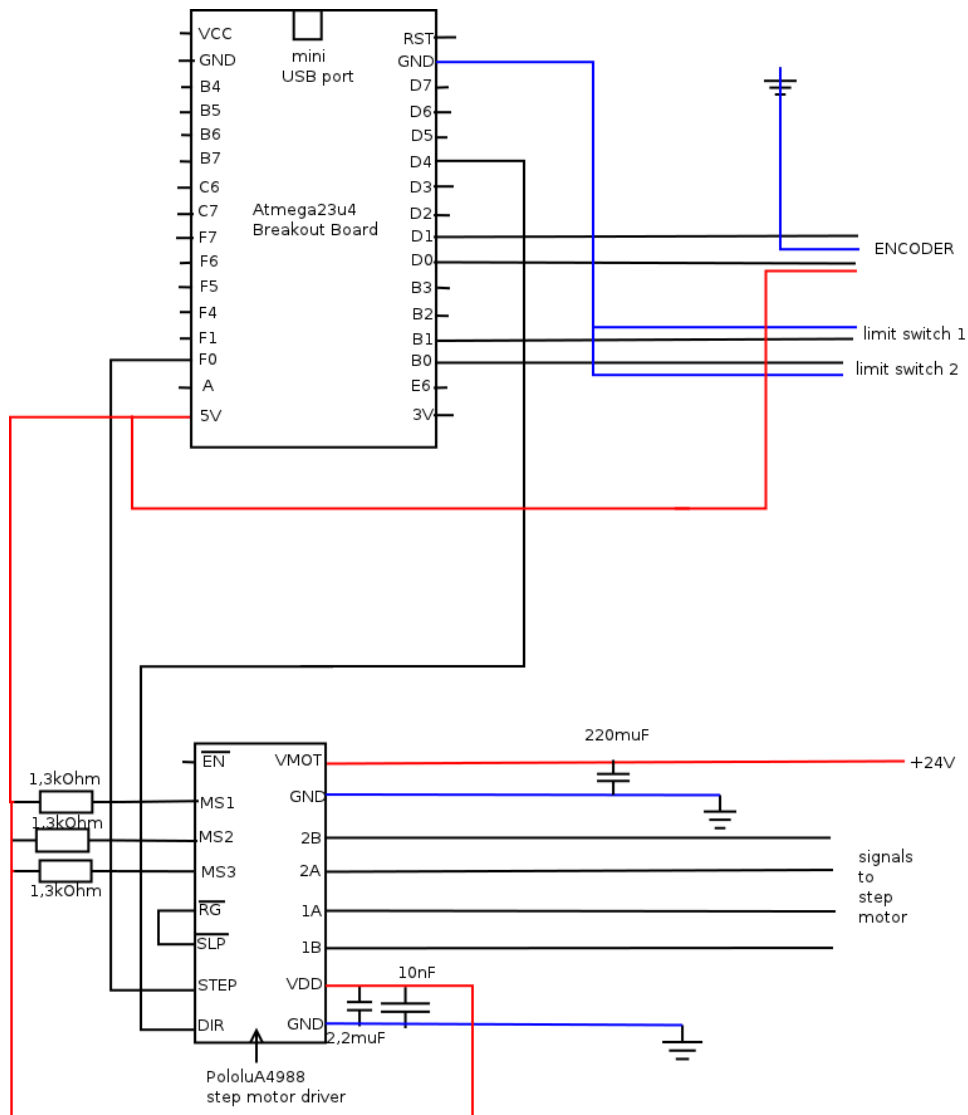 VCC
GND
B4
B5
B6
B7
C6
C7
F7
F6
F5
F4
F1
F0
A
5V
mini
USB port
Atmega23u4
Breakout Board
RST
GND
D7
D6
D5
D4
D3
D2
D1
D0
B3
B2
B1
B0
E6
3V
ENCODER
limit switch 1
limit switch 2
1,3kOhm
1,3kOhm
1,3kOhm
EN
MS1
MS2
MS3
RG
SLP
STEP
DIR
VMOT
GND
2B
2A
1A
1B
VDD
GND
220muF
+24V
signals
to
step
motor
10nF
2,2muF
PololuA4988
step motor driver